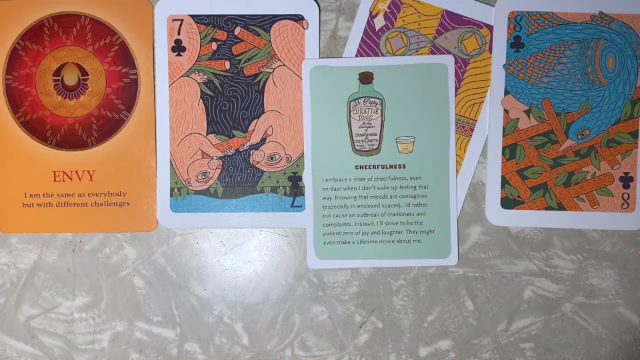 ENVY
I am the same as everybody
but with different challenges
7
7
CURATIVE
TONIC
CHEERFULNESS
I embrace a state of cheerfulness, even
on days when I don't wake up feeling that
way. Knowing that moods are contagious
(especially in enclosed spaces), I'd rather
not cause an outbreak of crankiness and
complaints. Instead, I'll strive to be the
patient zero of joy and laughter. They might
even make a Lifetime movie about me.
8
8